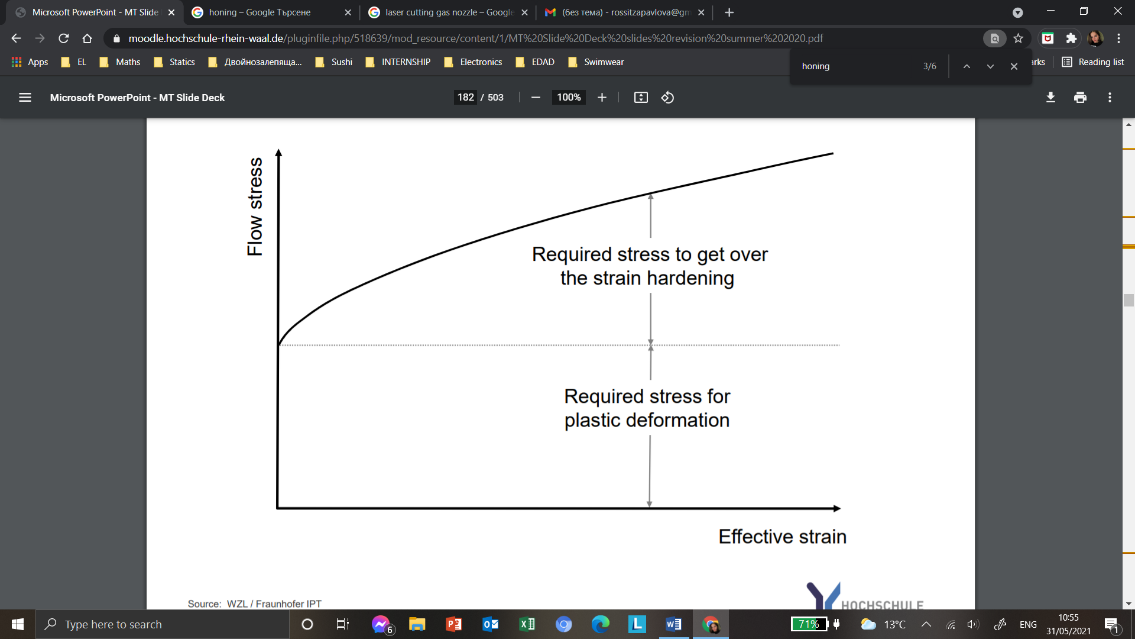 Microsoft PowerPoint - MT Slide
honing – Google Търсене
laser cutting gas nozzle – Google
(без тема) - rossitzapavlova@gm
moodle.hochschule-rhein-waal.de/pluginfile.php/518639/mod_resource/content/1/MT%20Slide%20Deck%20slides%20revision%20summer%202020.pdf
Apps
EL
Maths
Statics
Двойнозалепяща...
Sushi
INTERNSHIP
Electronics
EDAD
Swimwear
honing
3/6
Reading list
Microsoft PowerPoint - MT Slide Deck
182 / 503
100%
Flow stress
Required stress to get over
the strain hardening
Required stress for
plastic deformation
Effective strain
Source: WZL / Fraunhofer IPT
HOCHSCHULE
Type here to search
6
71%
13°C
ENG
10:55
31/05/2021
1